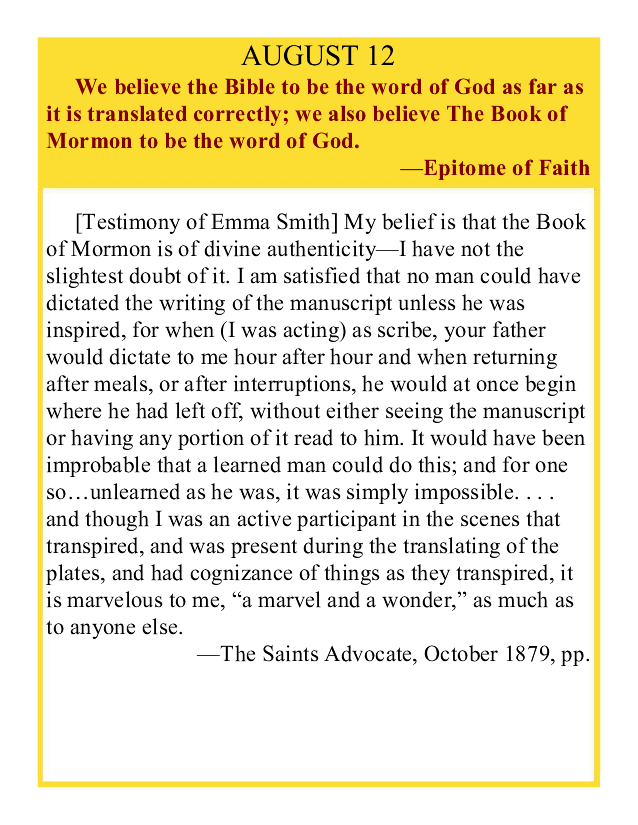 AUGUST 12
We believe the Bible to be the word of God as far as
it is translated correctly; we also believe The Book of
Mormon to be the word of God.
—Epitome of Faith
[Testimony of Emma Smith] My belief is that the Book
of Mormon is of divine authenticity—I have not the
slightest doubt of it. I am satisfied that no man could have
dictated the writing of the manuscript unless he was
inspired, for when (I was acting) as scribe, your father
would dictate to me hour after hour and when returning
after meals, or after interruptions, he would at once begin
where he had left off, without either seeing the manuscript
or having any portion of it read to him. It would have been
improbable that a learned man could do this; and for one
so…unlearned as he was, it was simply impossible. . . .
and though I was an active participant in the scenes that
transpired, and was present during the translating of the
plates, and had cognizance of things as they transpired, it
is marvelous to me, “a marvel and a wonder,” as much as
to anyone else.
—The Saints Advocate, October 1879, pp.